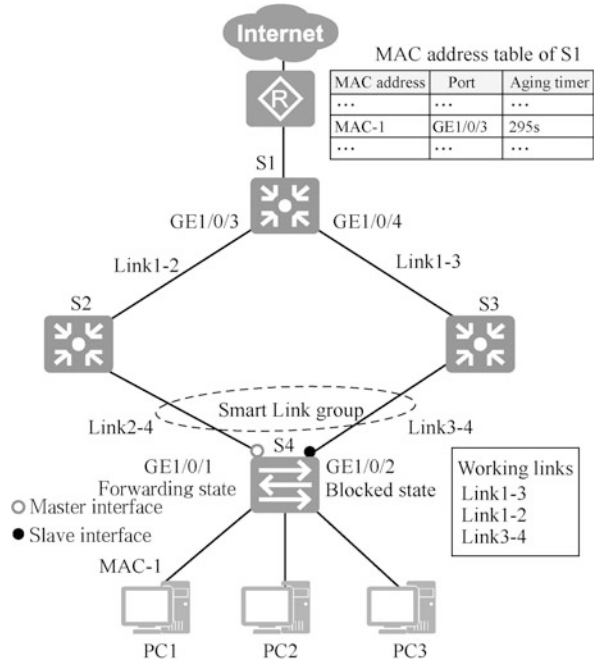 Internet
MAC address table of S1
MAC address Port Aging timer
... ... ...
MAC-1 GE1/0/3 295s
... ... ...
R
S1
GE1/0/3 GE1/0/4
Link1-2 Link1-3
S2 S3
Smart Link group
Link2-4 Link3-4
S4
GE1/0/1 GE1/0/2
Forwarding state Blocked state
Master interface
Slave interface
Working links
Link1-3
Link1-2
Link3-4
MAC-1
PC1 PC2 PC3